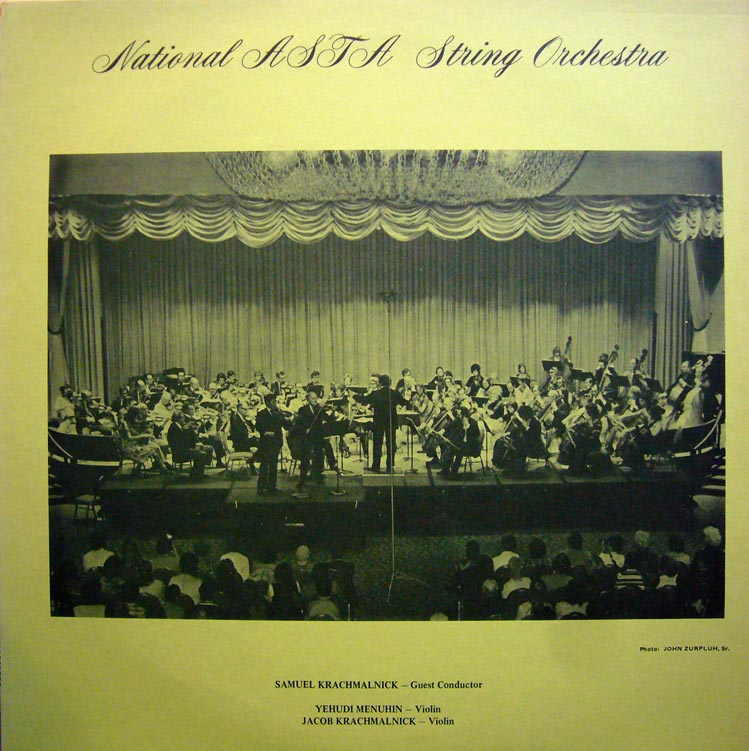 National ASTA String Orchestra
Photo: JOHN ZURFLUH, Sr.
SAMUEL KRACHMALNICK – Guest Conductor
YEHUDI MENUHIN – Violin
JACOB KRACHMALNICK – Violin